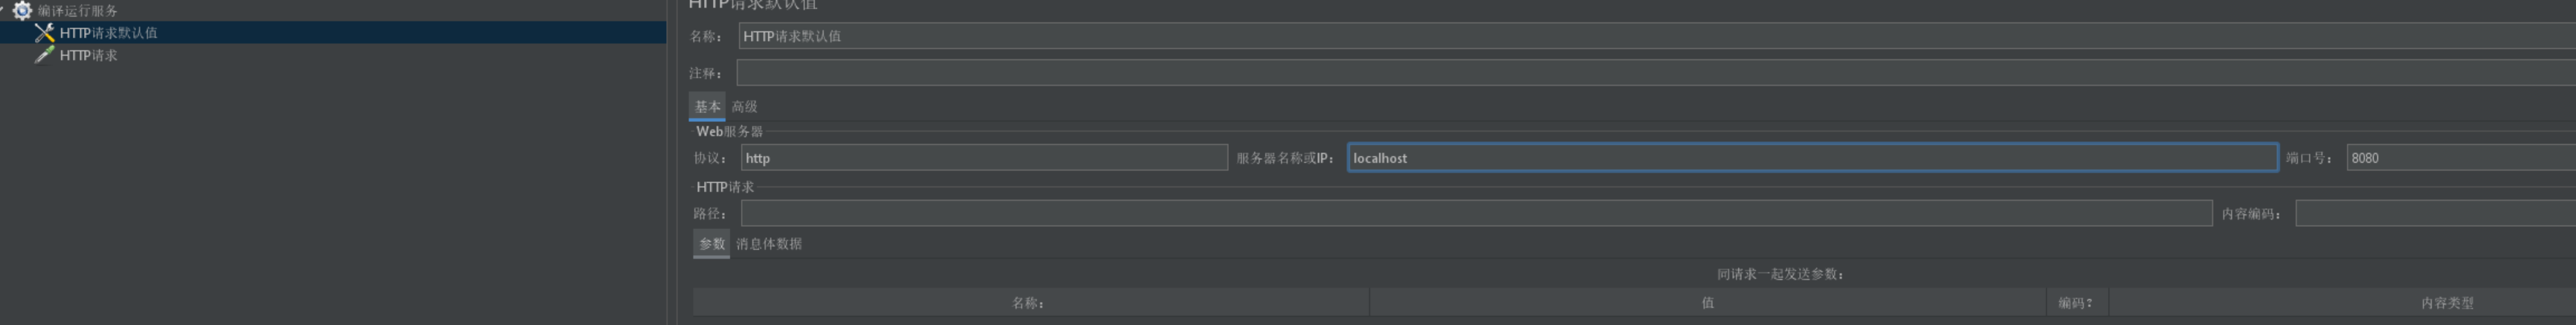 编译运行服务
HTTP请求默认值
HTTP请求
HTTP请求默认值
名称： HTTP请求默认值
注释：
基本 高级
Web服务器
协议： http 服务器名称或IP： localhost 端口号： 8080
HTTP请求
路径： 内容编码：
参数 消息体数据
同请求一起发送参数：
名称： 值 编码? 内容类型